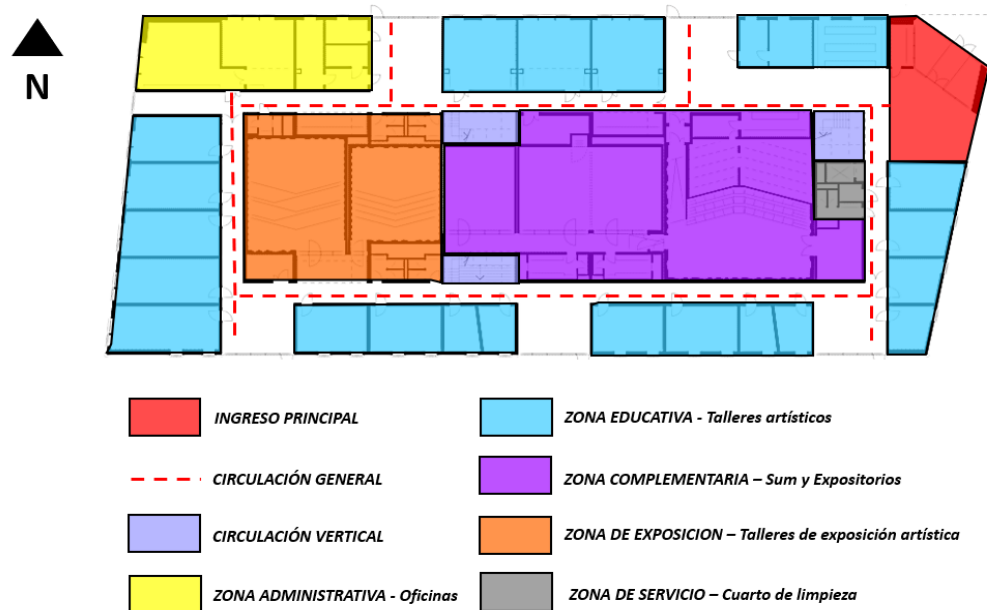 N
INGRESO PRINCIPAL
ZONA EDUCATIVA - Talleres artísticos
CIRCULACIÓN GENERAL
ZONA COMPLEMENTARIA – Sum y Expositorios
CIRCULACIÓN VERTICAL
ZONA DE EXPOSICION – Talleres de exposición artística
ZONA ADMINISTRATIVA - Oficinas
ZONA DE SERVICIO – Cuarto de limpieza